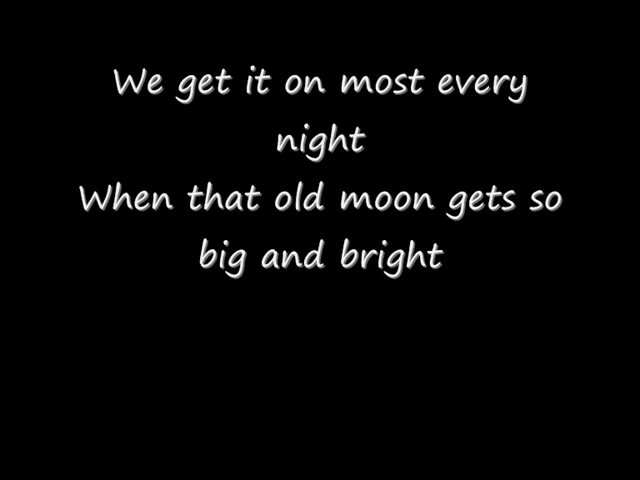 We get it on most every
night
When that old moon gets so
big and bright